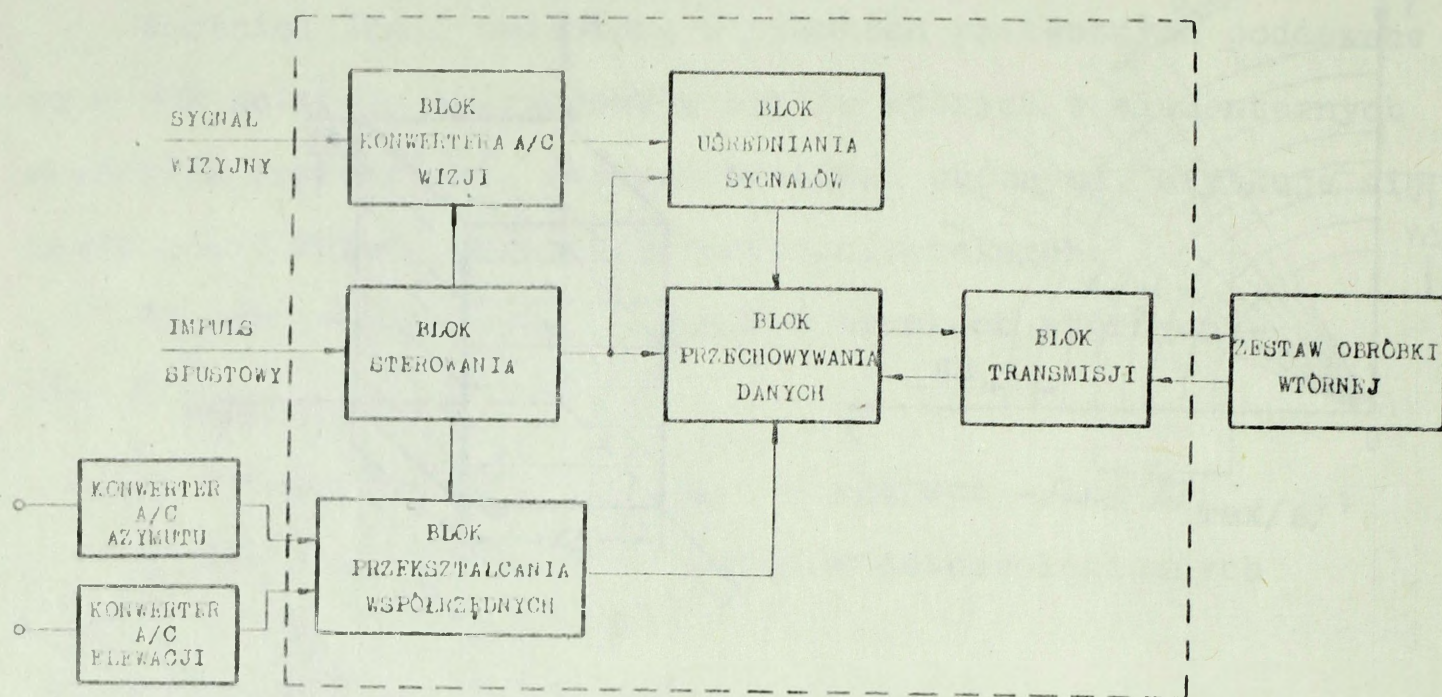 SYGNAŁ
WIZYJNY
BLOK
KONWERTERA A/C
WIZJI
BLOK
UŚREDNIANIA
SYGNAŁÓW
IMPULS
SPUSTOWY
BLOK
STEROWANIA
BLOK
PRZECHOWYWANIA
DANYCH
BLOK
TRANSMISJI
ZESTAW OBRÓBKI
WTÓRNEJ
KONWERTER
A/C
AZYMUTU
KONWERTER
A/C
ELEWACJI
BLOK
PRZEKSZTAŁCANIA
WSPÓŁRZĘDNYCH